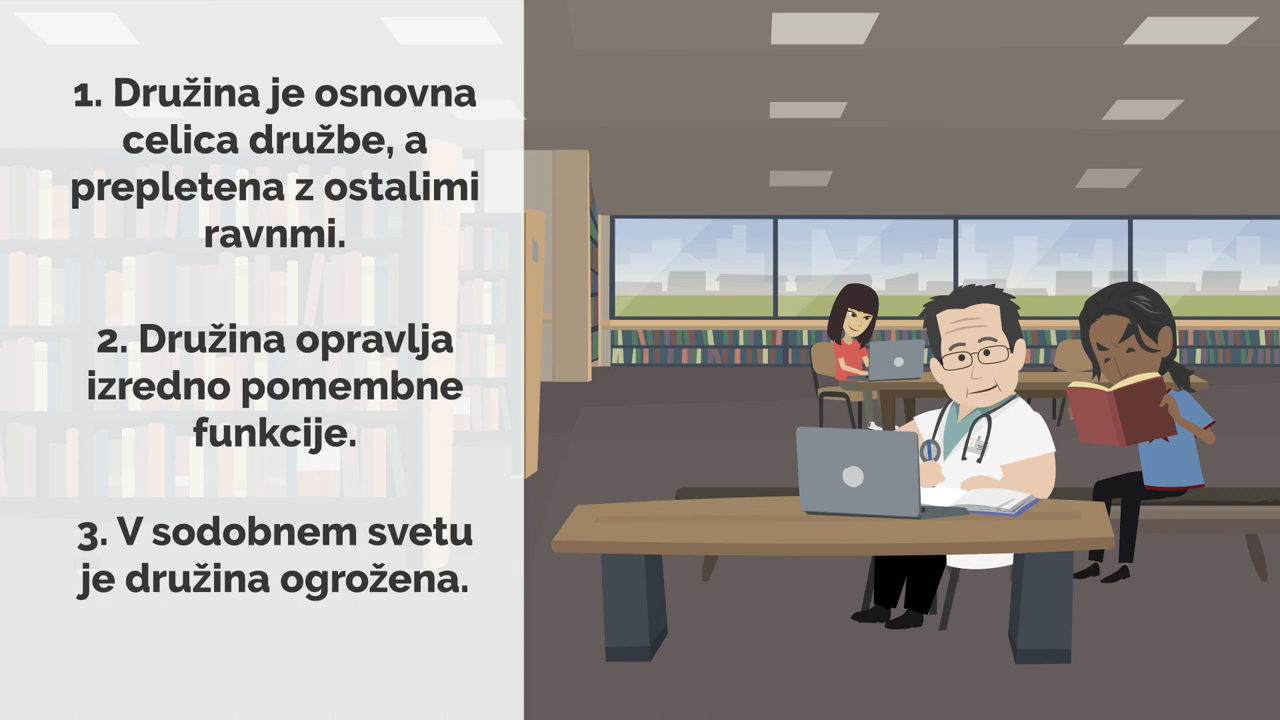 1. Družina je osnovna
celica družbe, a
prepletena z ostalimi
ravnmi.
2. Družina opravlja
izredno pomembne
funkcije.
3. V sodobnem svetu
je družina ogrožena.